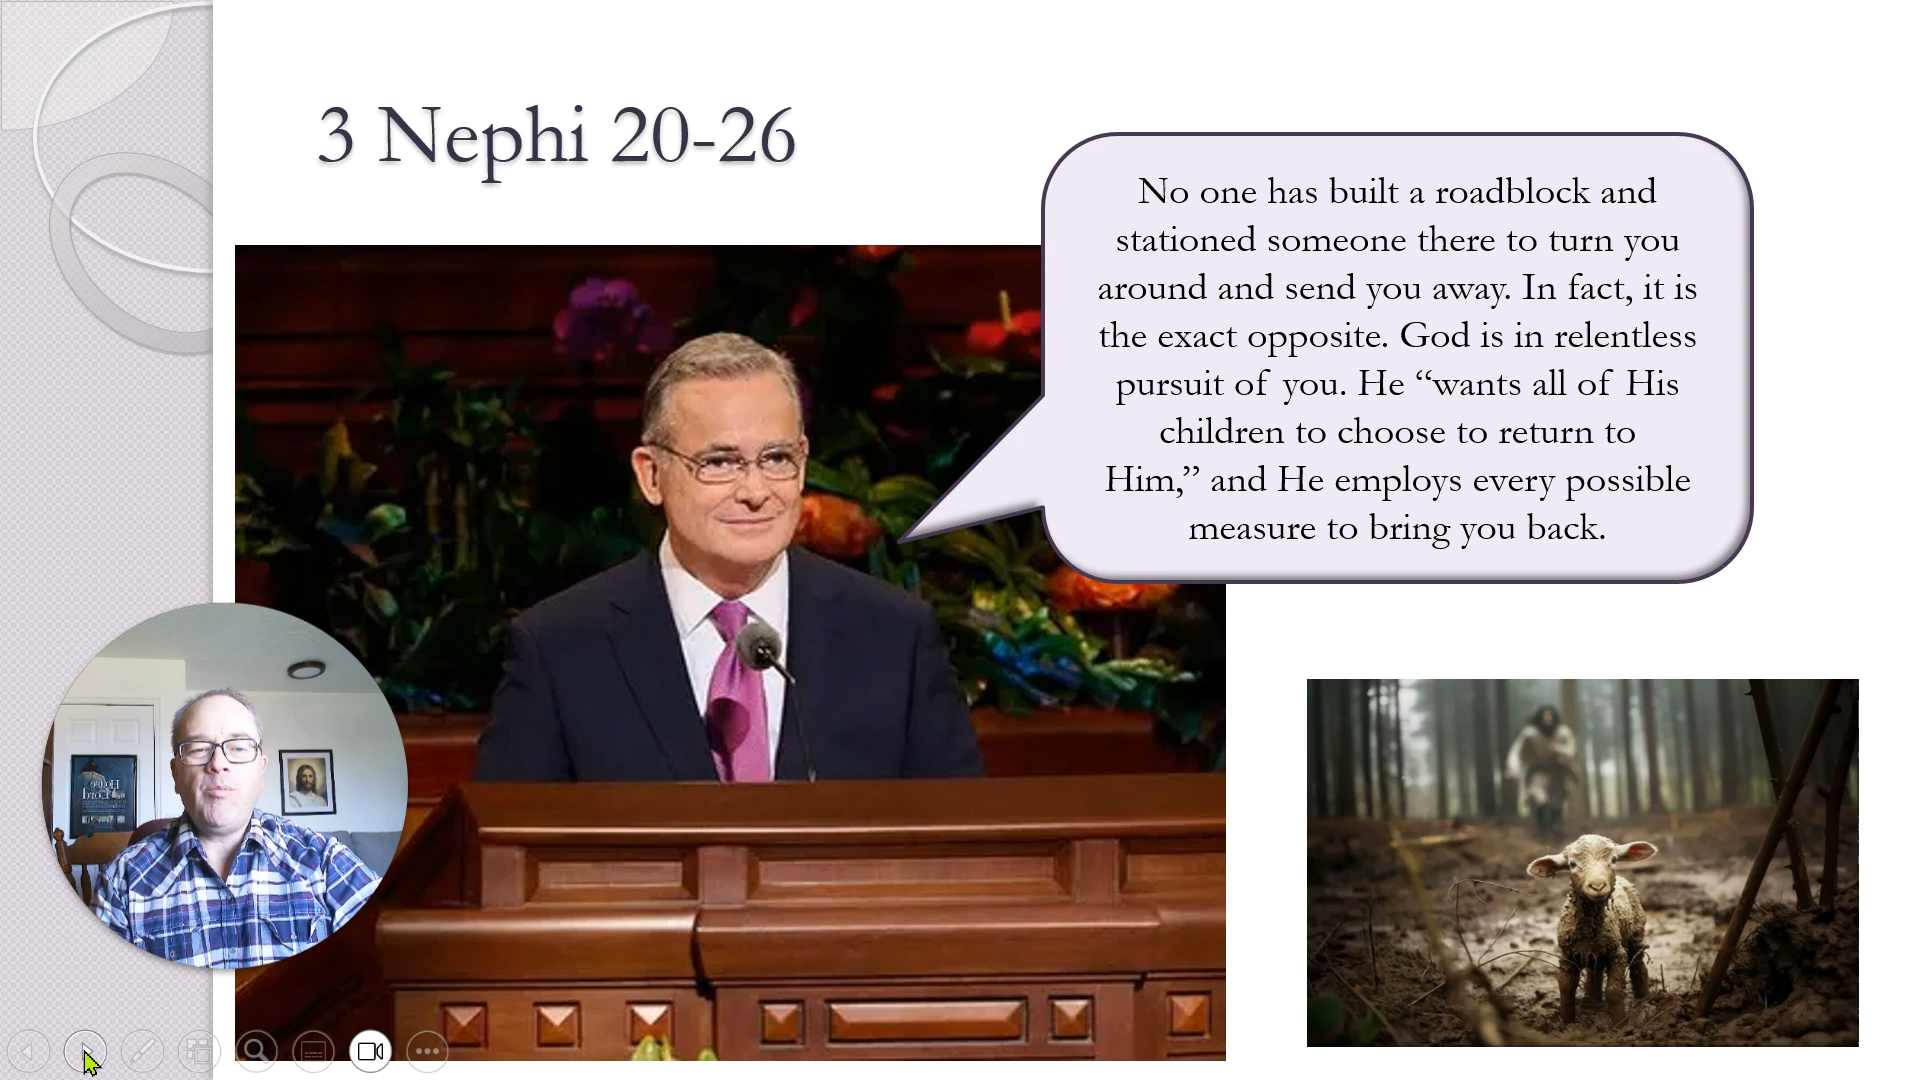 3 Nephi 20-26
No one has built a roadblock and
stationed someone there to turn you
around and send you away. In fact, it is
the exact opposite. God is in relentless
pursuit of you. He “wants all of His
children to choose to return to
Him,” and He employs every possible
measure to bring you back.